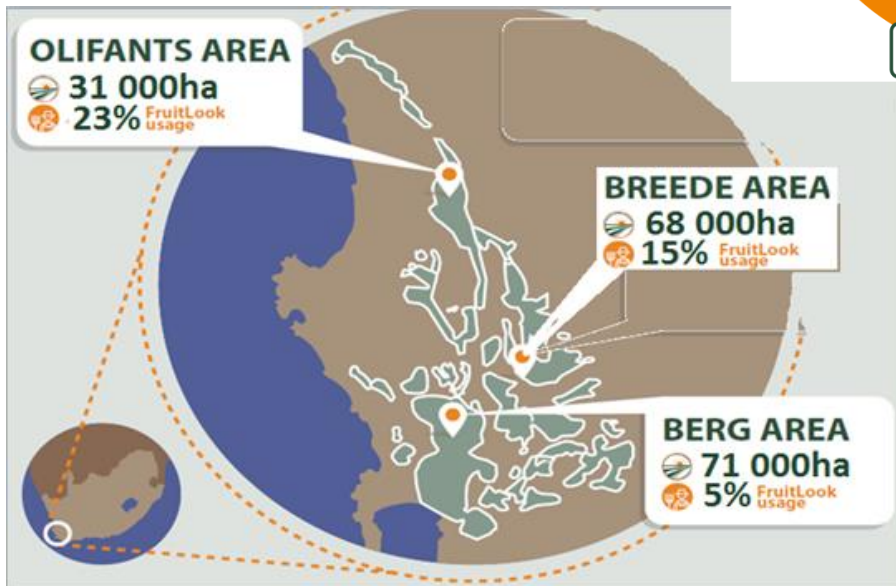 OLIFANTS AREA
31 000ha
23% FruitLook
usage
BREEDE AREA
68 000ha
15% FruitLook
usage
BERG AREA
71 000ha
5% FruitLook
usage